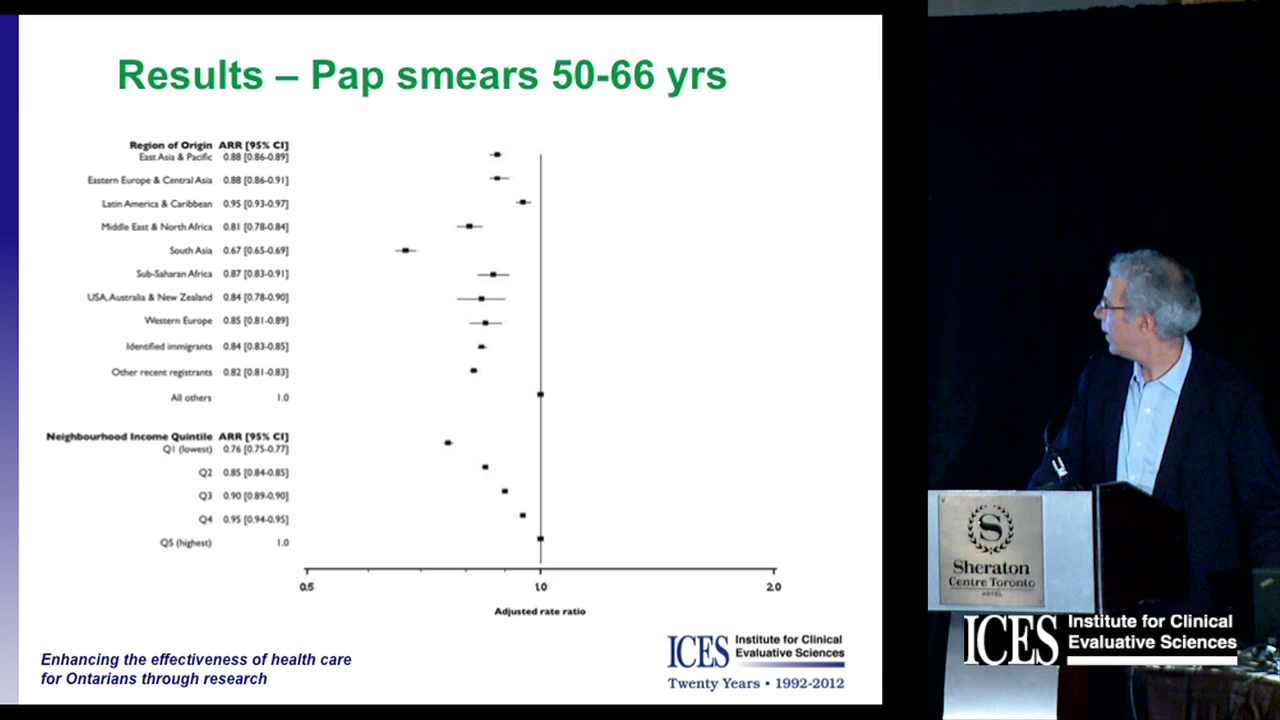 Results – Pap smears 50-66 yrs
Region of Origin ARR [95% CI]
East Asia & Pacific 0.88 [0.86-0.89]
Eastern Europe & Central Asia 0.88 [0.86-0.91]
Latin America & Caribbean 0.95 [0.93-0.97]
Middle East & North Africa 0.81 [0.78-0.84]
South Asia 0.67 [0.65-0.69]
Sub-Saharan Africa 0.87 [0.83-0.91]
USA, Australia & New Zealand 0.84 [0.78-0.90]
Western Europe 0.85 [0.81-0.89]
Identified immigrants 0.84 [0.83-0.85]
Other recent registrants 0.82 [0.81-0.83]
All others 1.0
Neighbourhood Income Quintile ARR [95% CI]
Q1 (lowest) 0.76 [0.75-0.77]
Q2 0.85 [0.84-0.85]
Q3 0.90 [0.89-0.90]
Q4 0.95 [0.94-0.95]
Q5 (highest) 1.0
0.5 1.0 2.0
Adjusted rate ratio
Enhancing the effectiveness of health care
for Ontarians through research
ICES Institute for Clinical
Evaluative Sciences
Twenty Years • 1992-2012
S
Sheraton
Centre Toronto
HOTEL
ICES Institute for Clinical
Evaluative Sciences